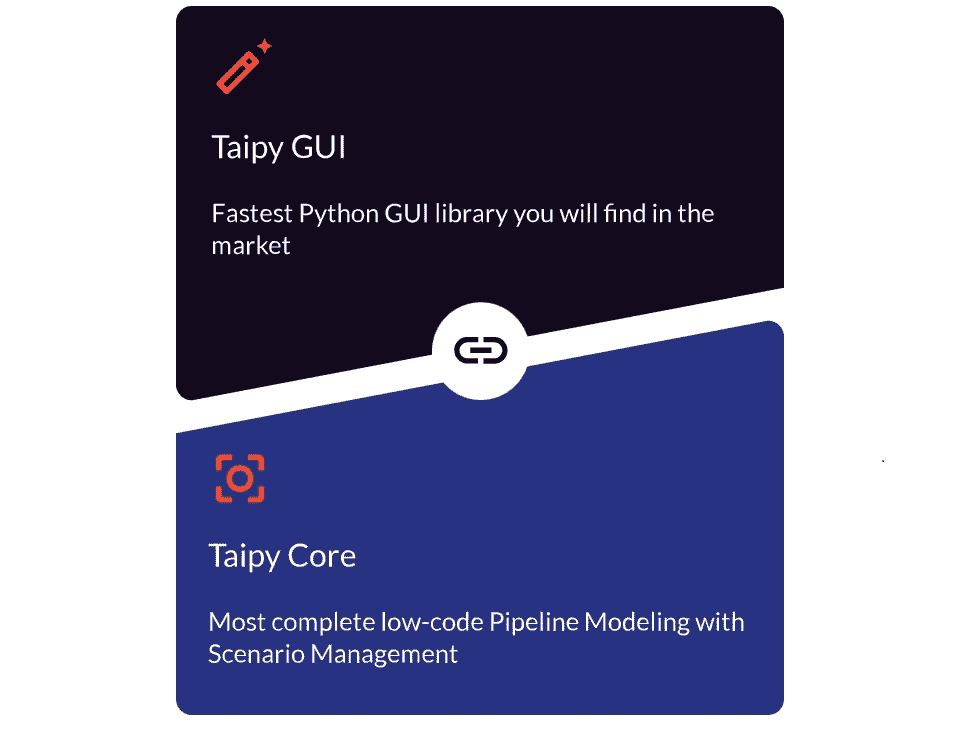 Taipy GUI
Fastest Python GUI library you will find in the
market
Taipy Core
Most complete low-code Pipeline Modeling with
Scenario Management